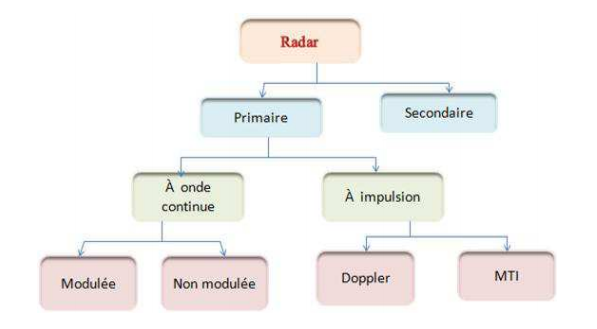 Radar
Primaire
Secondaire
À onde
continue
À impulsion
Modulée
Non modulée
Doppler
MTI